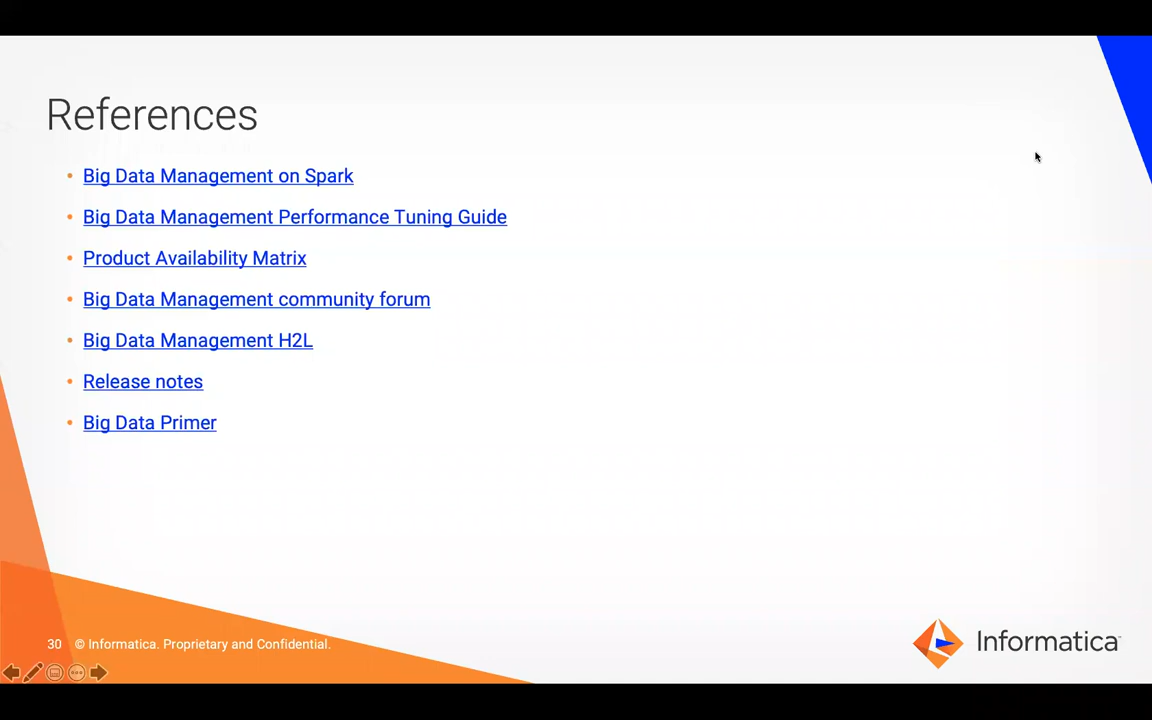 References
• Big Data Management on Spark
• Big Data Management Performance Tuning Guide
• Product Availability Matrix
• Big Data Management community forum
• Big Data Management H2L
• Release notes
• Big Data Primer
30 © Informatica. Proprietary and Confidential.
Informatica